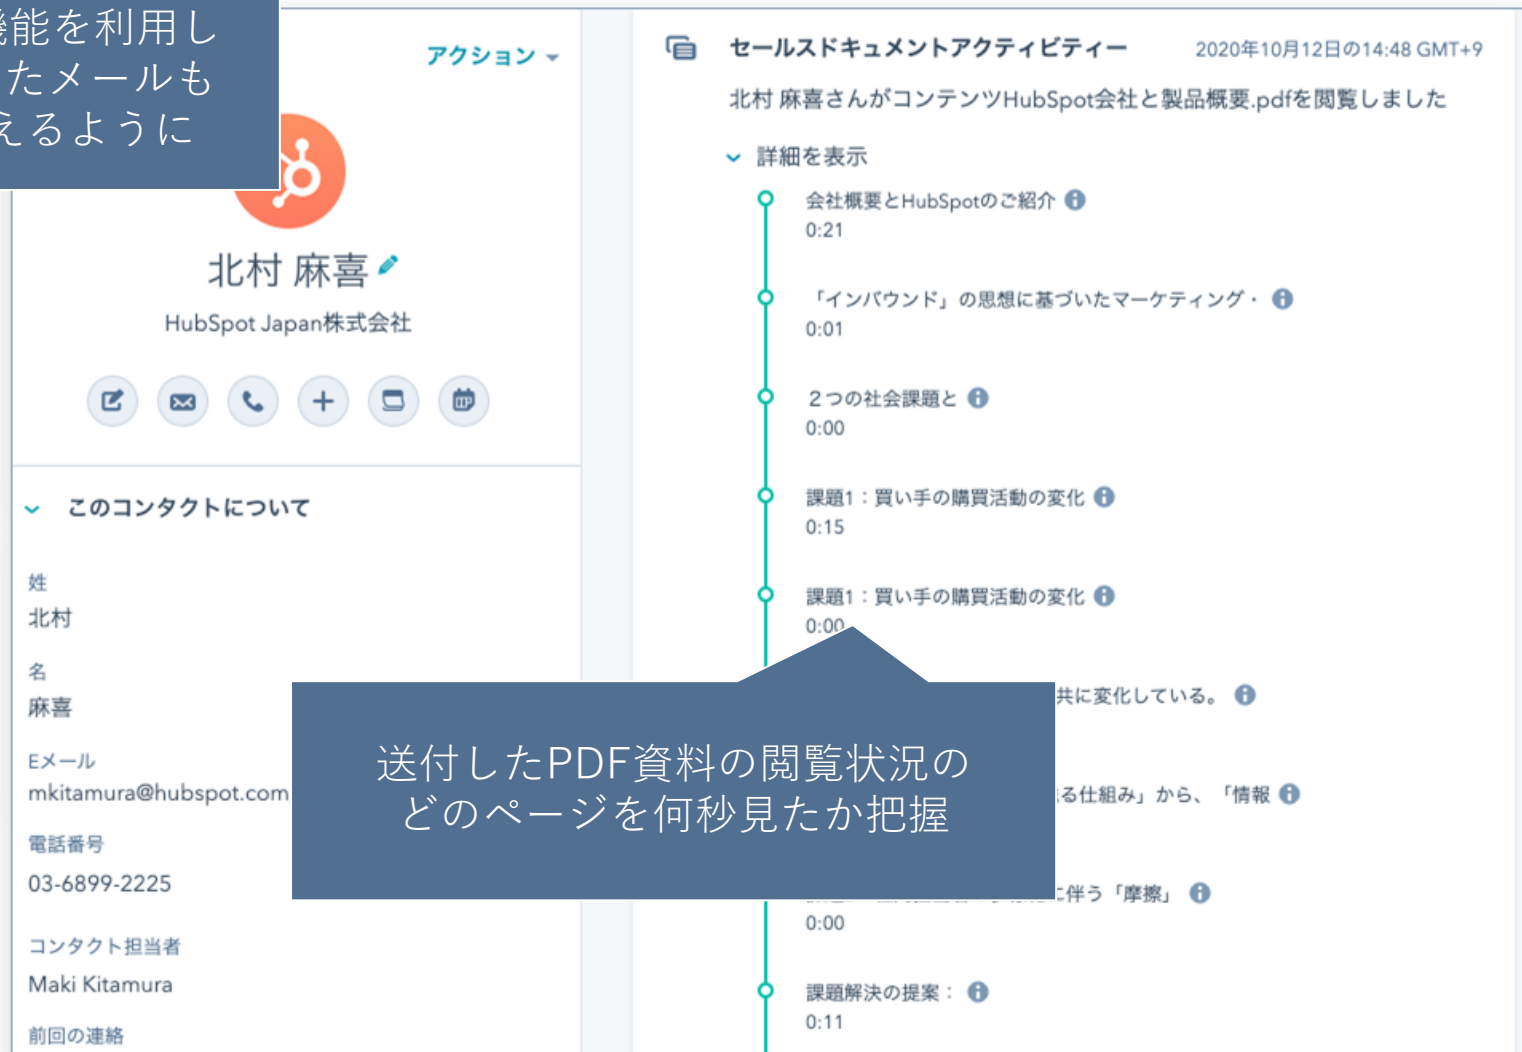 能を利用し
たメールも
えるように
アクション
北村 麻喜
HubSpot Japan株式会社
このコンタクトについて
姓
北村
名
麻喜
Eメール
mkitamura@hubspot.com
電話番号
03-6899-2225
コンタクト担当者
Maki Kitamura
前回の連絡
セールスドキュメントアクティビティー
2020年10月12日の14:48 GMT+9
北村 麻喜さんがコンテンツHubSpot会社と製品概要.pdfを閲覧しました
詳細を表示
会社概要とHubSpotのご紹介
0:21
「インバウンド」の思想に基づいたマーケティング・
0:01
２つの社会課題と
0:00
課題1：買い手の購買活動の変化
0:15
課題1：買い手の購買活動の変化
0:00
共に変化している。
送付したPDF資料の閲覧状況の
どのページを何秒見たか把握
る仕組み」から、「情報
に伴う「摩擦」
0:00
課題解決の提案：
0:11